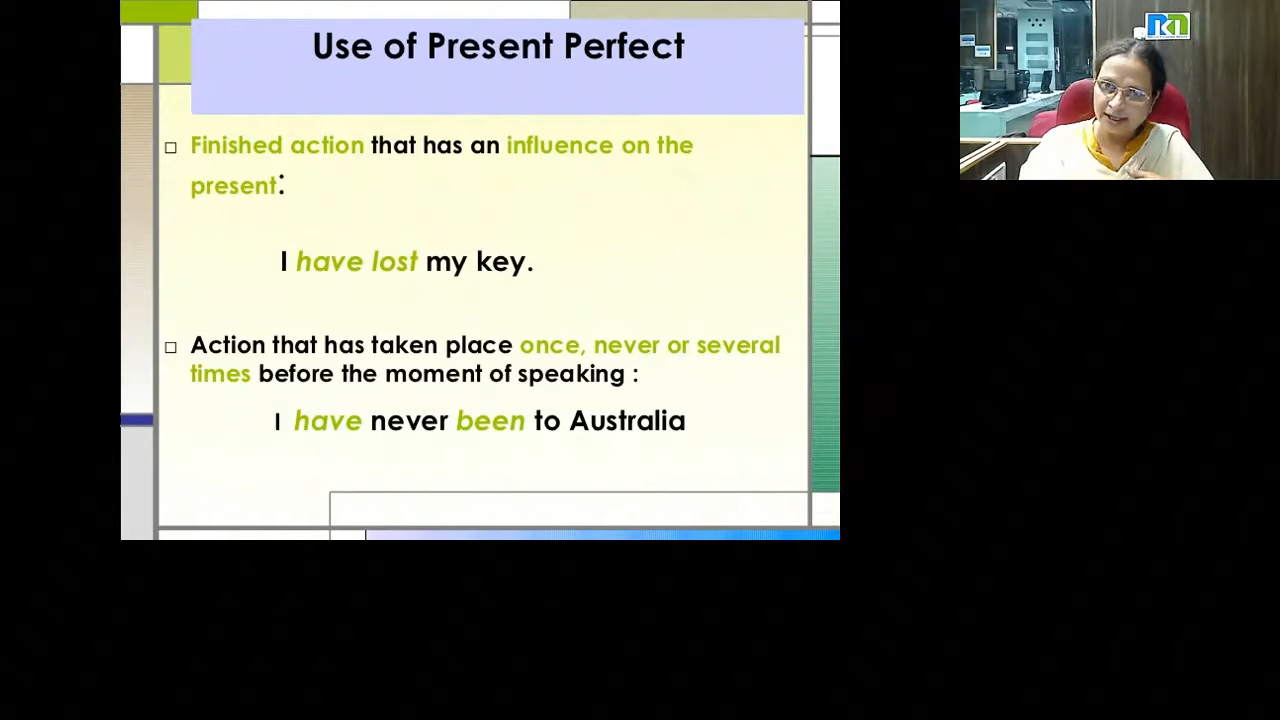 Use of Present Perfect
Finished action that has an influence on the
present:
I have lost my key.
Action that has taken place once, never or several
times before the moment of speaking :
I have never been to Australia